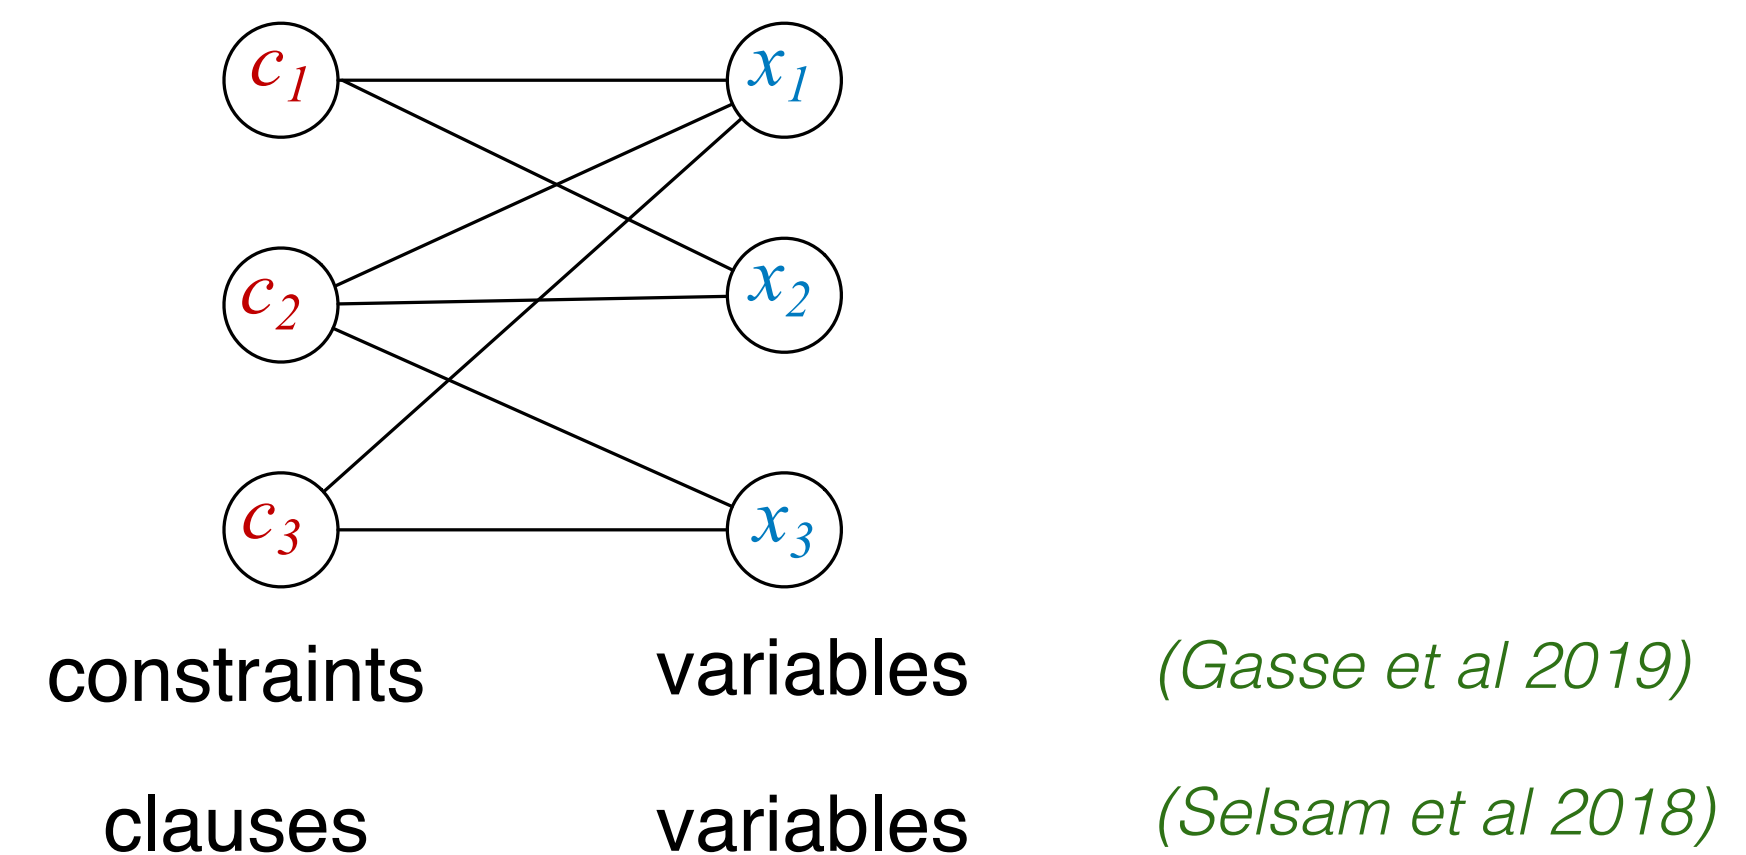 c1 x1
c2 x2
c3 x3
constraints variables (Gasse et al 2019)
clauses variables (Selsam et al 2018)